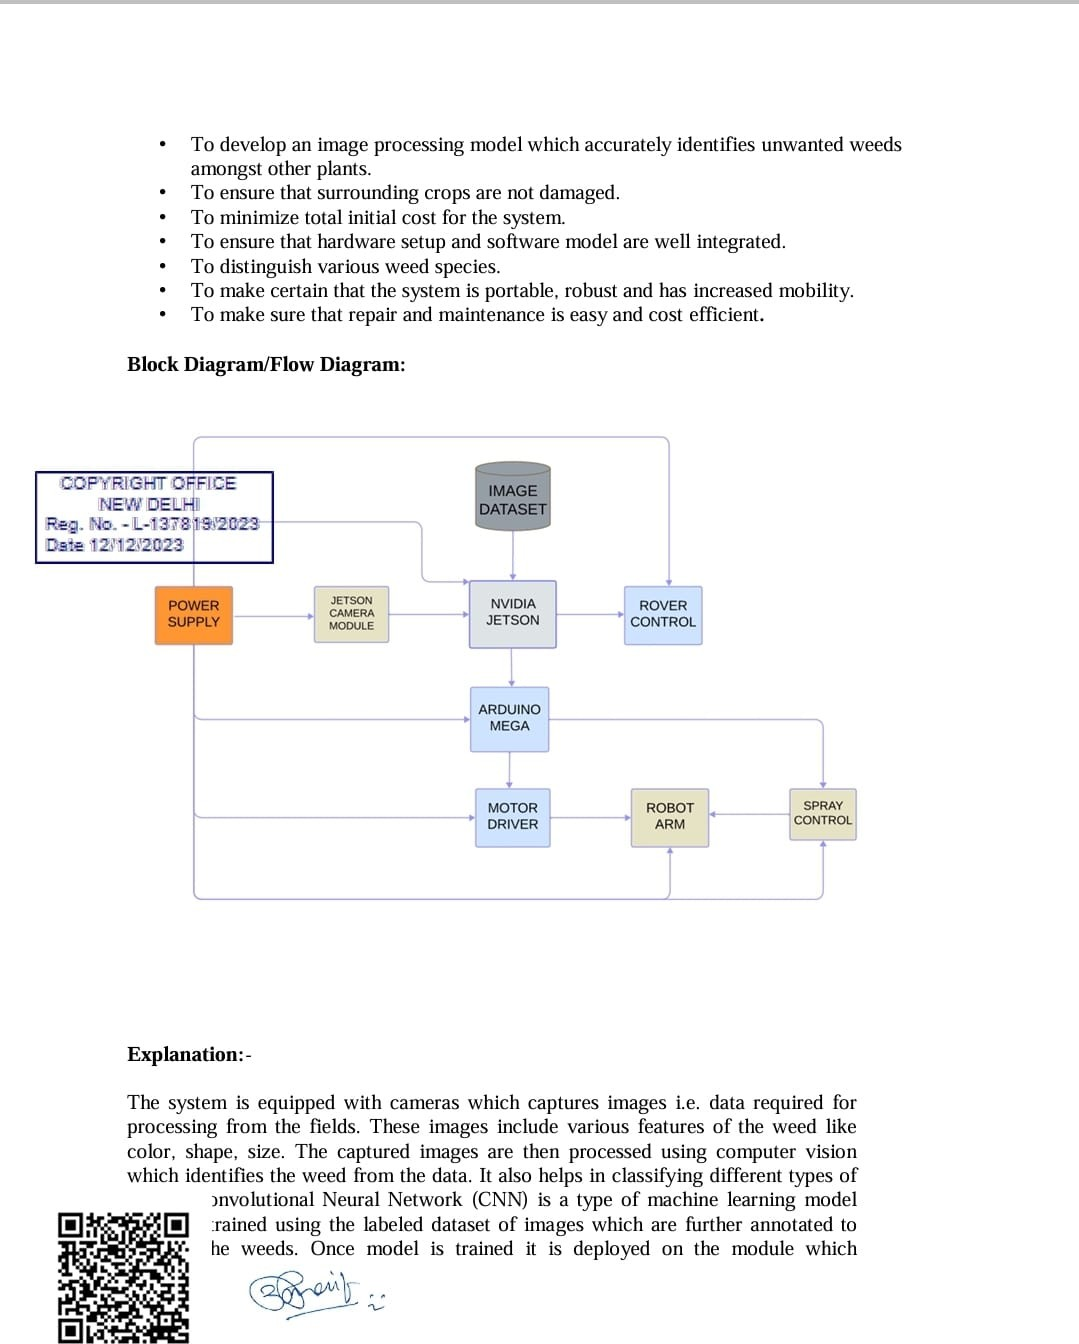 • To develop an image processing model which accurately identifies unwanted weeds
amongst other plants.
• To ensure that surrounding crops are not damaged.
• To minimize total initial cost for the system.
• To ensure that hardware setup and software model are well integrated.
• To distinguish various weed species.
• To make certain that the system is portable, robust and has increased mobility.
• To make sure that repair and maintenance is easy and cost efficient.
Block Diagram/Flow Diagram:
COPYRIGHT OFFICE
NEW DELHI
Reg. No. - L-137819/2023
Date 12/12/2023
IMAGE
DATASET
POWER
SUPPLY
JETSON
CAMERA
MODULE
NVIDIA
JETSON
ROVER
CONTROL
ARDUINO
MEGA
MOTOR
DRIVER
ROBOT
ARM
SPRAY
CONTROL
Explanation:-
The system is equipped with cameras which captures images i.e. data required for
processing from the fields. These images include various features of the weed like
color, shape, size. The captured images are then processed using computer vision
which identifies the weed from the data. It also helps in classifying different types of
onvolutional Neural Network (CNN) is a type of machine learning model
rained using the labeled dataset of images which are further annotated to
he weeds. Once model is trained it is deployed on the module which